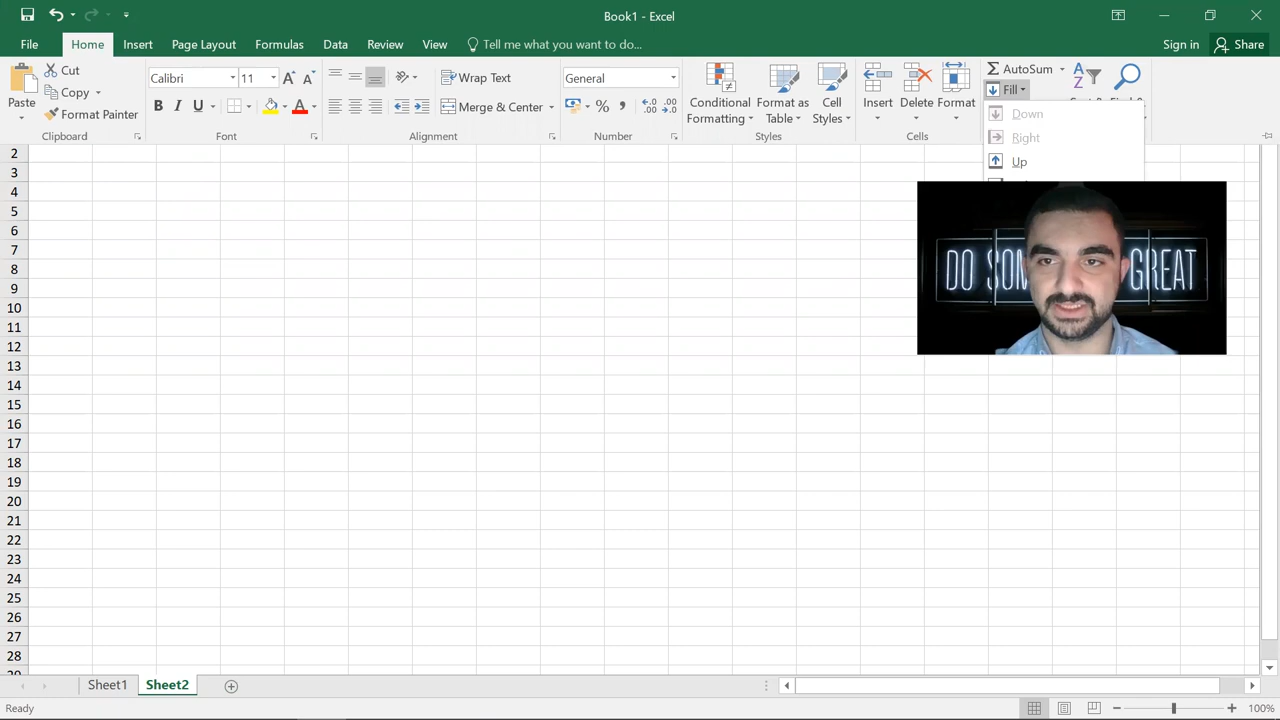 Book1 - Excel
File Home Insert Page Layout Formulas Data Review View Tell me what you want to do... Sign in Share
Paste
Cut
Copy
Format Painter
Clipboard
Calibri 11
B I U
Font
Wrap Text
Merge & Center
Alignment
General
%
Number
Conditional Formatting
Format as Table
Cell Styles
Styles
Insert
Delete
Format
Cells
AutoSum
Fill
Down
Right
Up
DO GREAT
2
3
4
5
6
7
8
9
10
11
12
13
14
15
16
17
18
19
20
21
22
23
24
25
26
27
28
Sheet1 Sheet2
Ready 100%